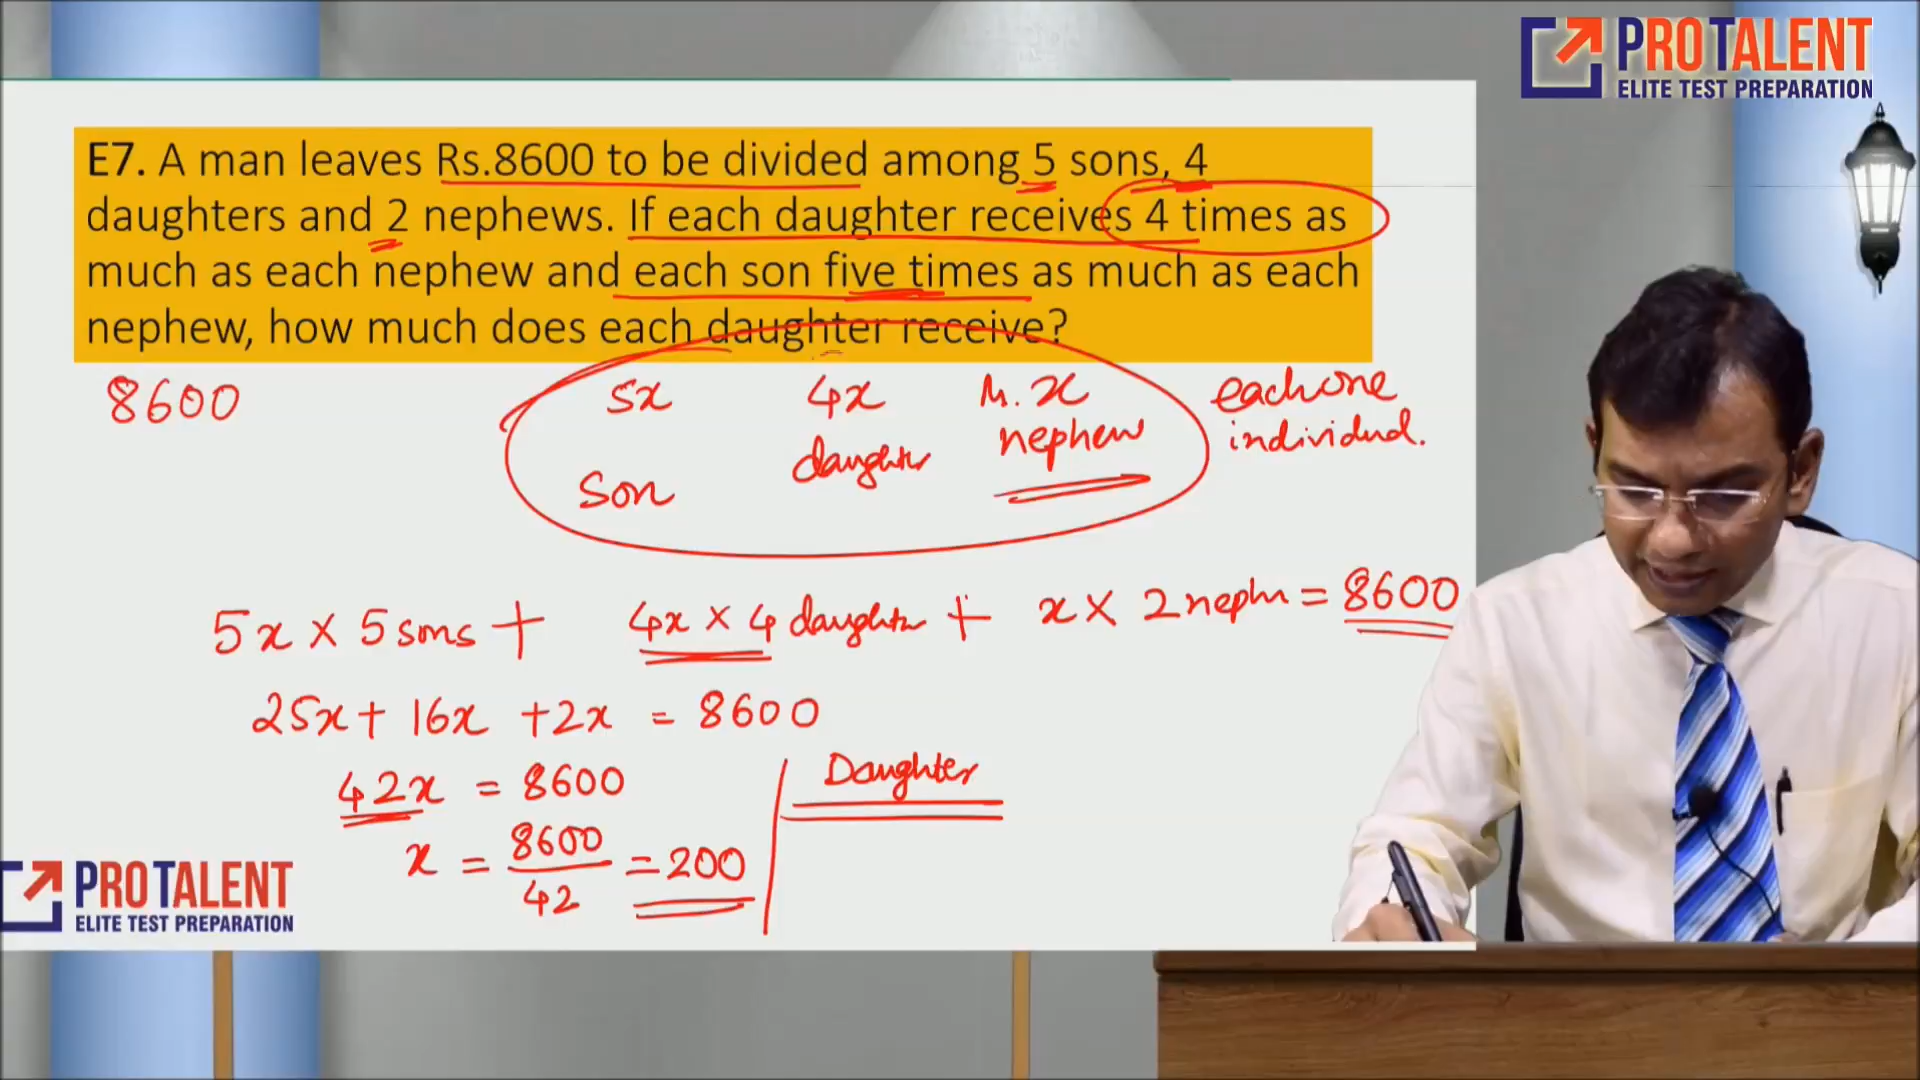 PROTALENT
ELITE TEST PREPARATION
E7. A man leaves Rs.8600 to be divided among 5 sons, 4
daughters and 2 nephews. If each daughter receives 4 times as
much as each nephew and each son five times as much as each
nephew, how much does each daughter receive?
8600
5x 4x x
each one
son daughter nephew
individual.
5x × 5 sons + 4x × 4 daughter + x × 2 neph = 8600
25x + 16x + 2x = 8600
42x = 8600
x = 8600/42 = 200
Daughter
PROTALENT
ELITE TEST PREPARATION